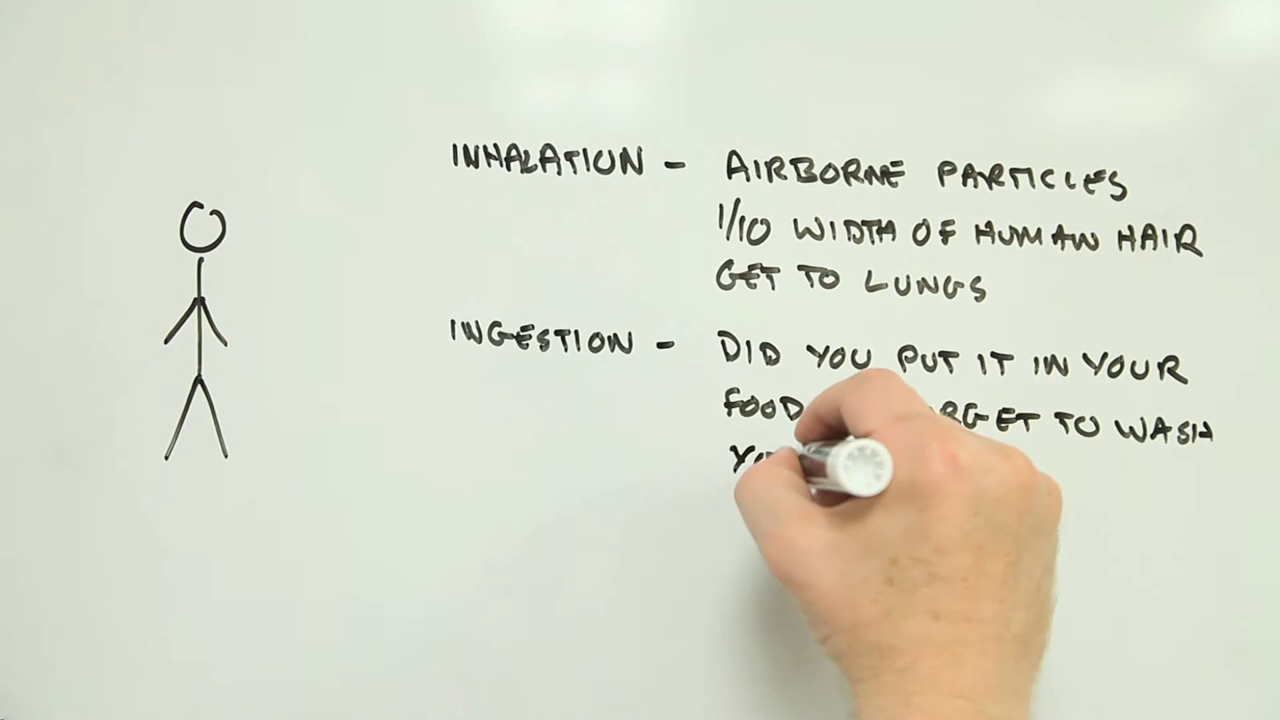 INHALATION - AIRBORNE PARTICLES
1/10 WIDTH OF HUMAN HAIR
GET TO LUNGS
INGESTION - DID YOU PUT IT IN YOUR
FOOD TO WASH